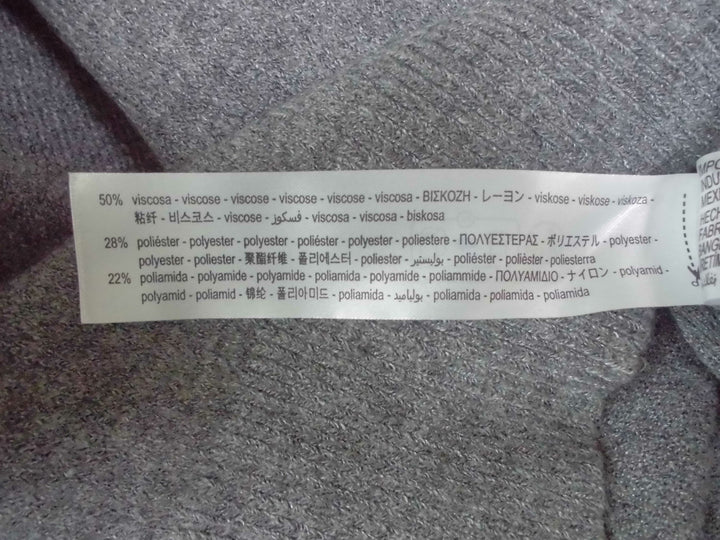 50% viscosa - viscose - viscose - viscose - viscose - viscosa - ΒΙΣΚΟΖΗ - レーヨン - viskose - viskose - viskoza -
粘纤 - 비스코스 - viscose - فسكوز - viscosa - viscosa - biskosa
28% poliéster - polyester - polyester - poliéster - polyester - poliestere - ΠΟΛΥΕΣΤΕΡΑΣ - ポリエステル - polyester -
polyester - poliester - 聚酯纤维 - 폴리에스터 - poliester - بوليستير - poliéster - polièster - poliesterra
22% poliamida - polyamide - polyamide - poliamida - polyamide - poliammide - ΠΟΛΥΑΜΙΔΙΟ - ナイロン - polyamid -
polyamid - poliamid - 锦纶 - 폴리아미드 - poliamida - بولياميد - poliamida - poliamida - poliamida